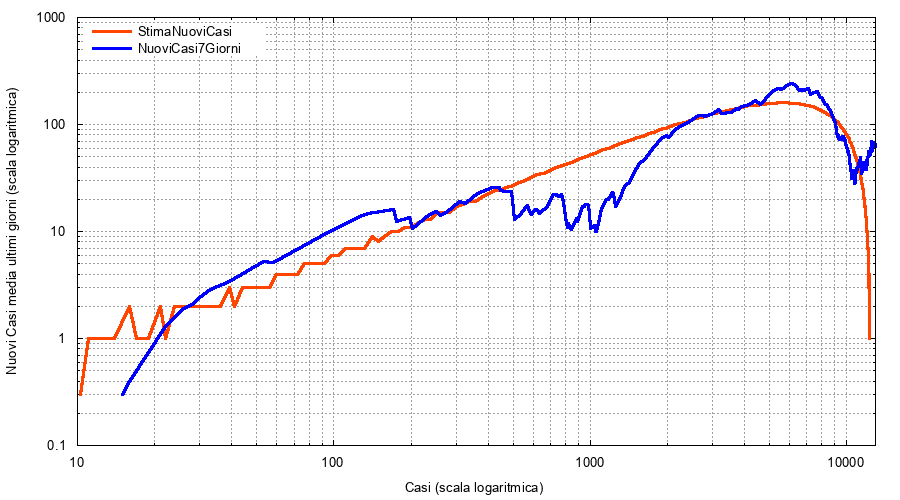 1000
StimaNuoviCasi
NuoviCasi7Giorni
100
10
1
0.1
Nuovi Casi media ultimi giorni (scala logaritmica)
10
100
1000
10000
Casi (scala logaritmica)